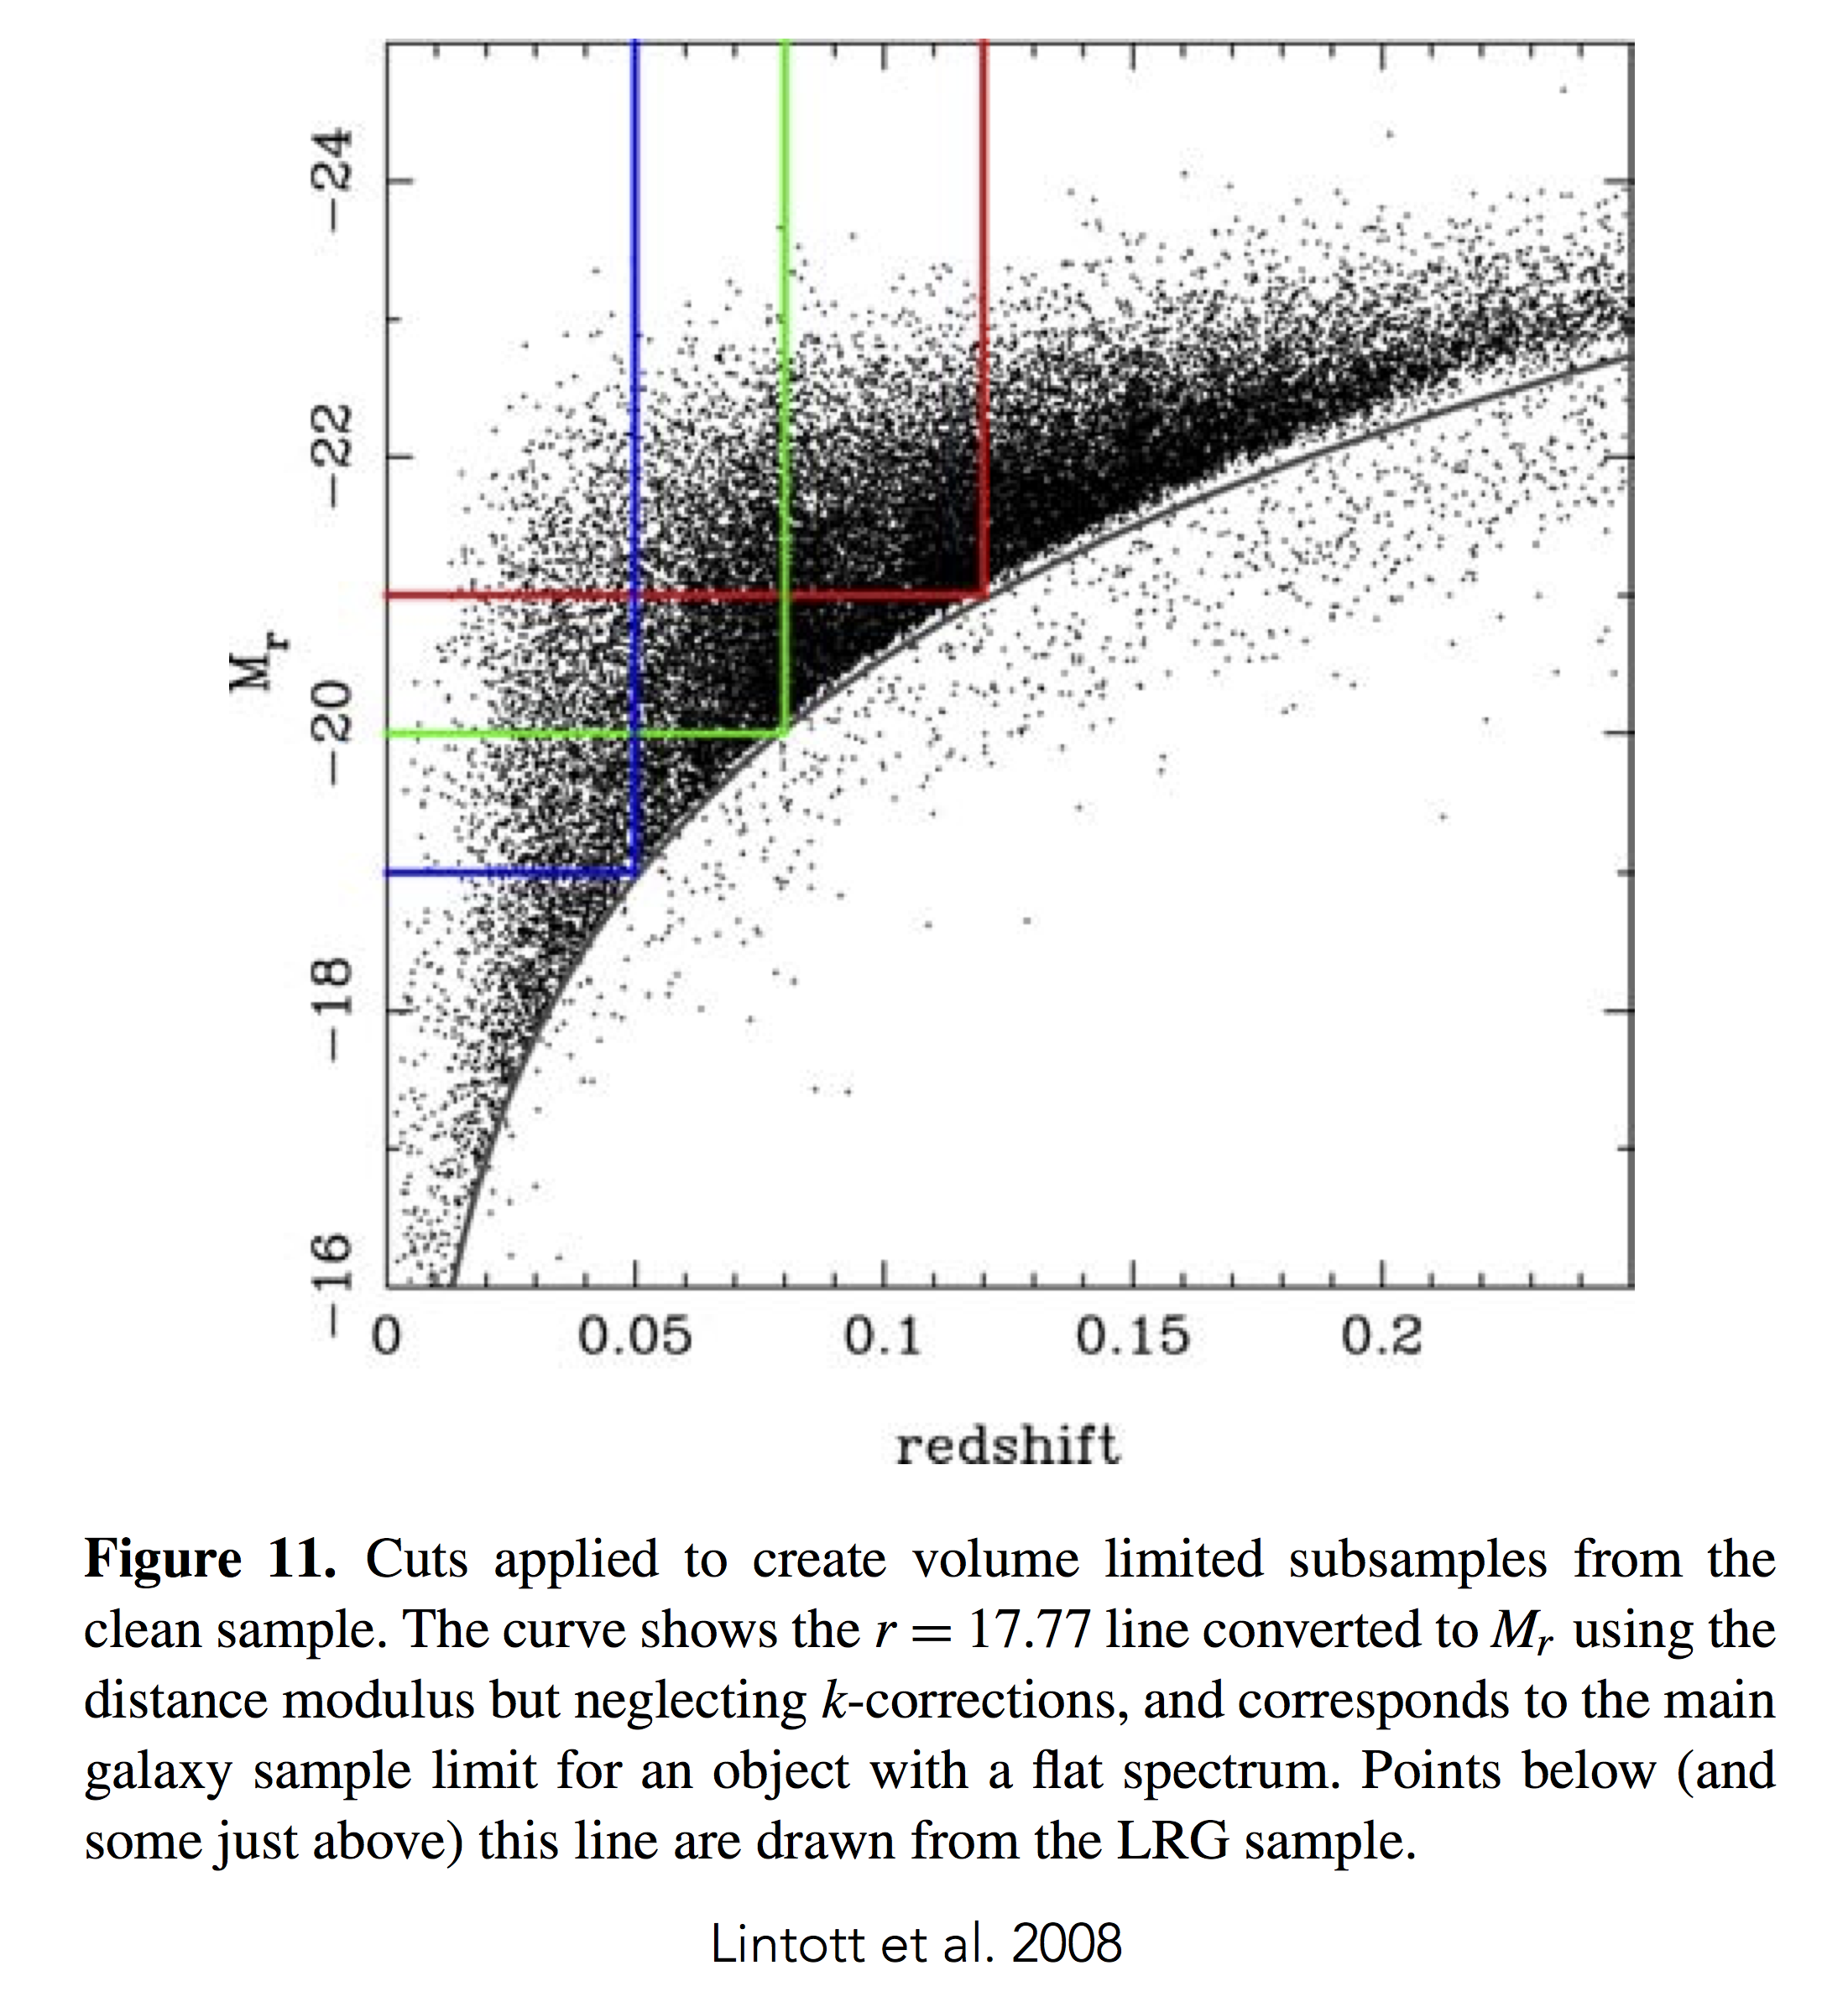 −24
−22
−20
−18
−16
M_r
0 0.05 0.1 0.15 0.2
redshift
Figure 11. Cuts applied to create volume limited subsamples from the
clean sample. The curve shows the r = 17.77 line converted to M_r using the
distance modulus but neglecting k-corrections, and corresponds to the main
galaxy sample limit for an object with a flat spectrum. Points below (and
some just above) this line are drawn from the LRG sample.
Lintott et al. 2008